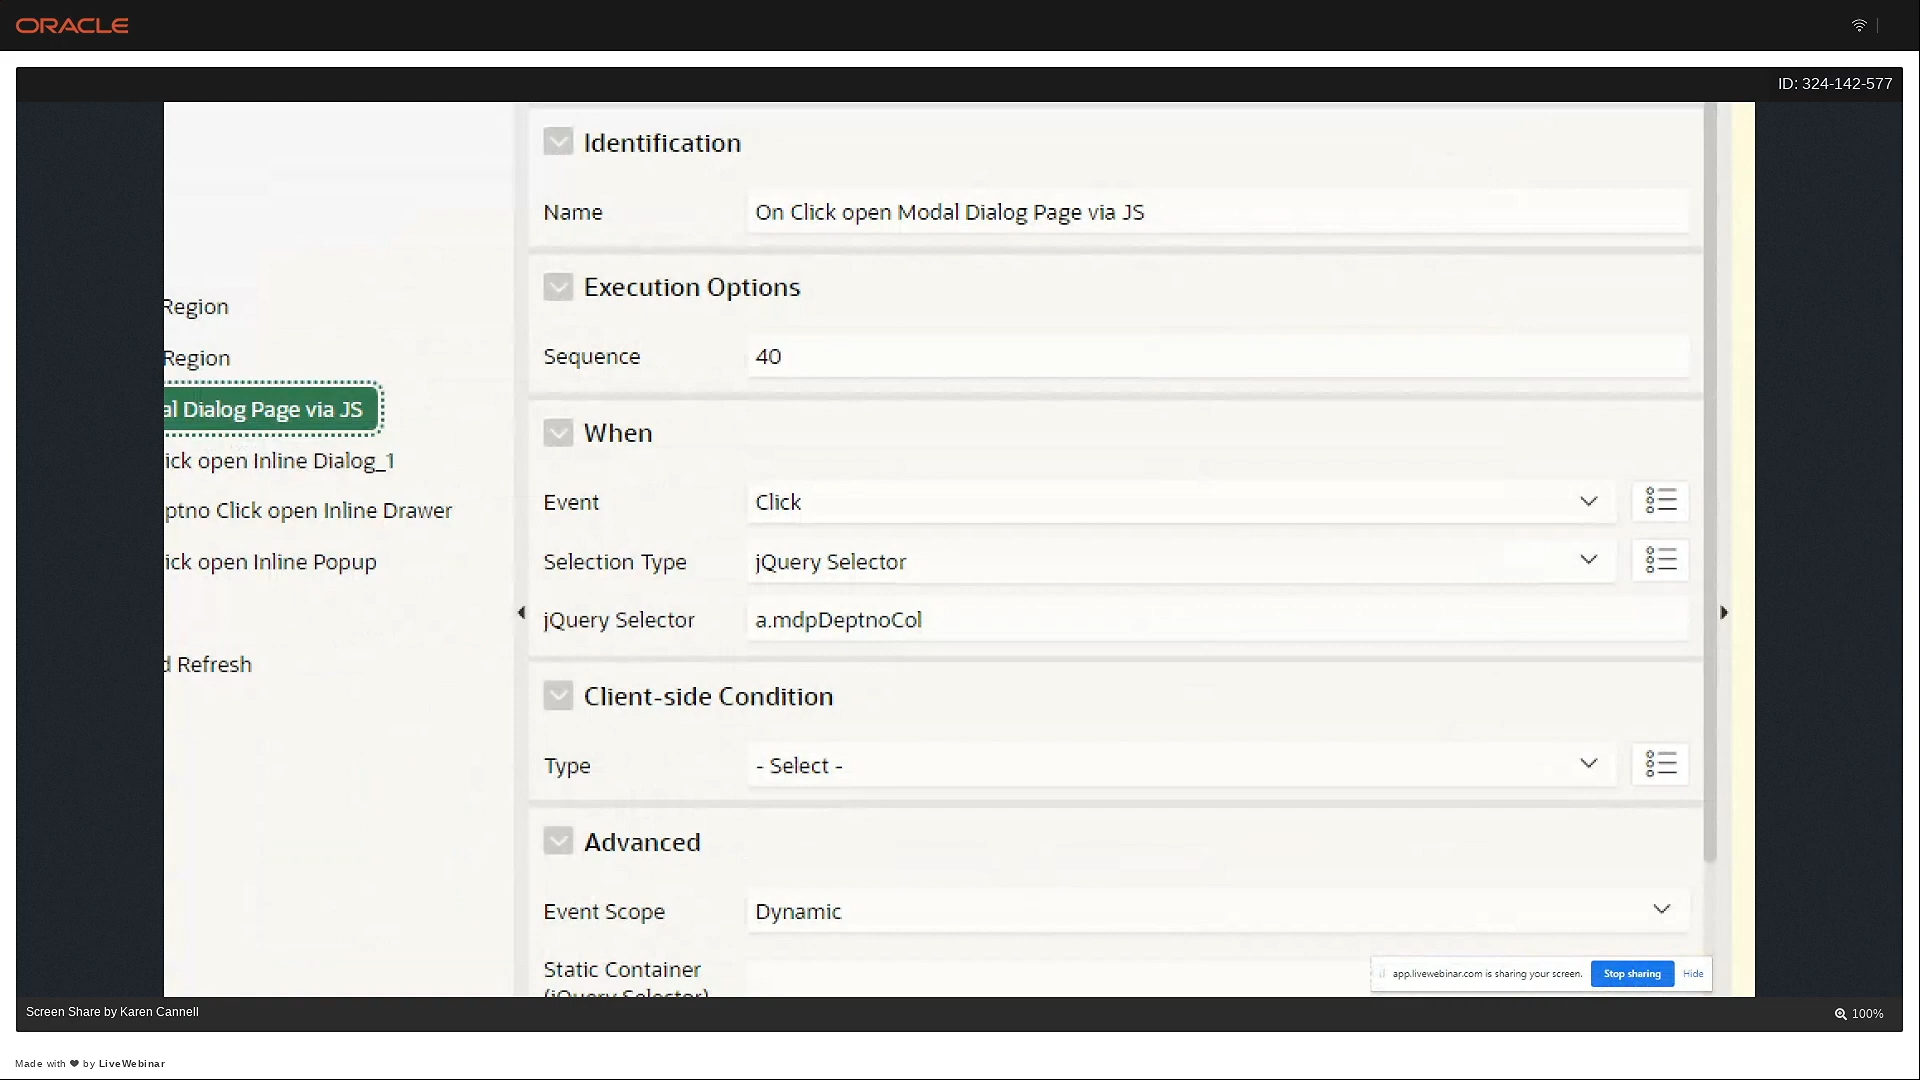 ORACLE
ID: 324-142-577
Identification
Name On Click open Modal Dialog Page via JS
Execution Options
Region
Sequence 40
Region
al Dialog Page via JS
When
ick open Inline Dialog_1
Event Click
ptno Click open Inline Drawer
Selection Type jQuery Selector
ick open Inline Popup
jQuery Selector a.mdpDeptnoCol
d Refresh
Client-side Condition
Type - Select -
Advanced
Event Scope Dynamic
Static Container
(jQuery Selector)
app.livewebinar.com is sharing your screen. Stop sharing Hide
Screen Share by Karen Cannell
100%
Made with ❤ by LiveWebinar